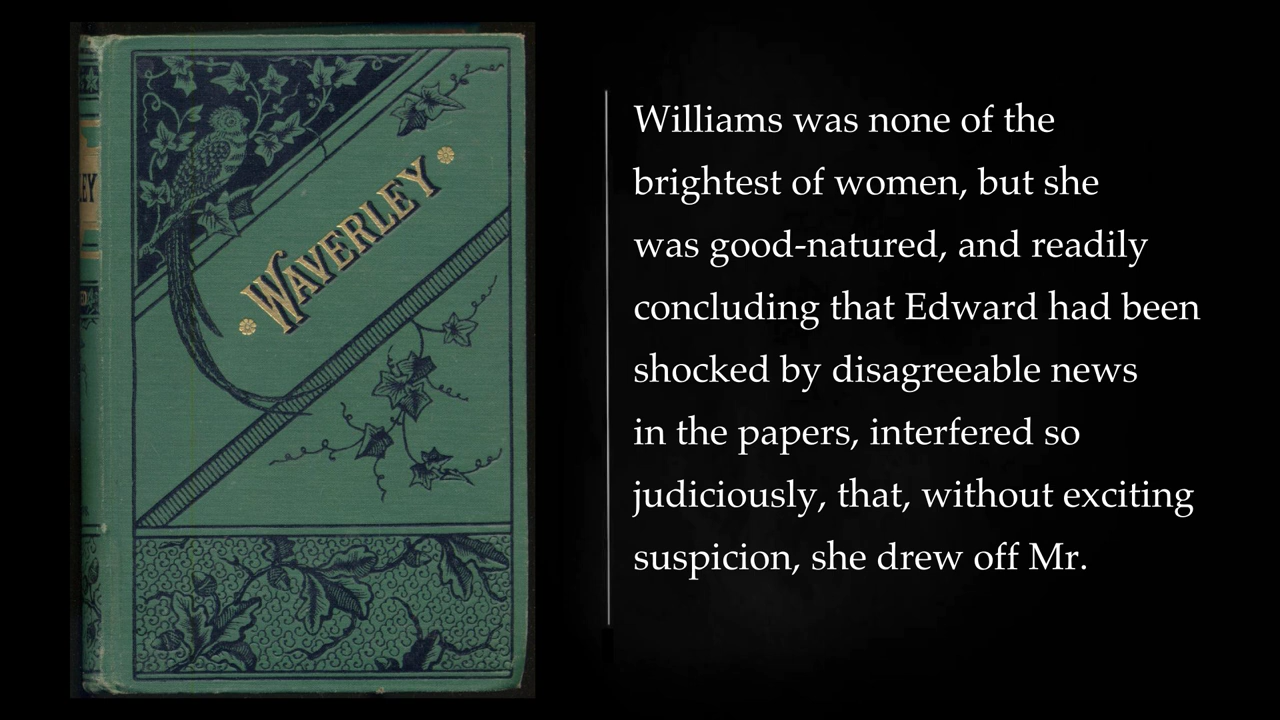 WAVERLEY
EY
Williams was none of the
brightest of women, but she
was good-natured, and readily
concluding that Edward had been
shocked by disagreeable news
in the papers, interfered so
judiciously, that, without exciting
suspicion, she drew off Mr.